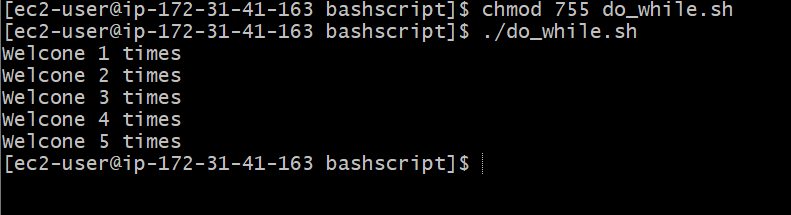 [ec2-user@ip-172-31-41-163 bashscript]$ chmod 755 do_while.sh
[ec2-user@ip-172-31-41-163 bashscript]$ ./do_while.sh
Welcone 1 times
Welcone 2 times
Welcone 3 times
Welcone 4 times
Welcone 5 times
[ec2-user@ip-172-31-41-163 bashscript]$